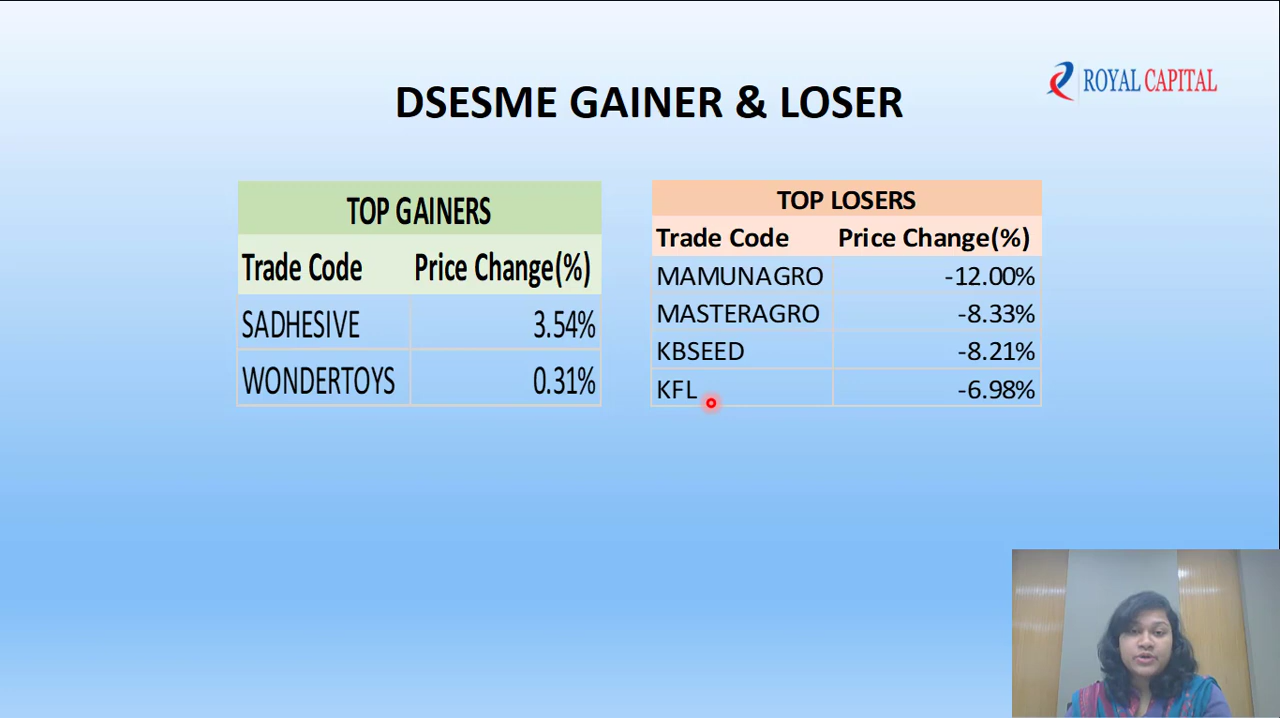 ROYAL CAPITAL
DSESME GAINER & LOSER
TOP GAINERS
Trade Code Price Change(%)
SADHESIVE 3.54%
WONDERTOYS 0.31%
TOP LOSERS
Trade Code Price Change(%)
MAMUNAGRO -12.00%
MASTERAGRO -8.33%
KBSEED -8.21%
KFL -6.98%